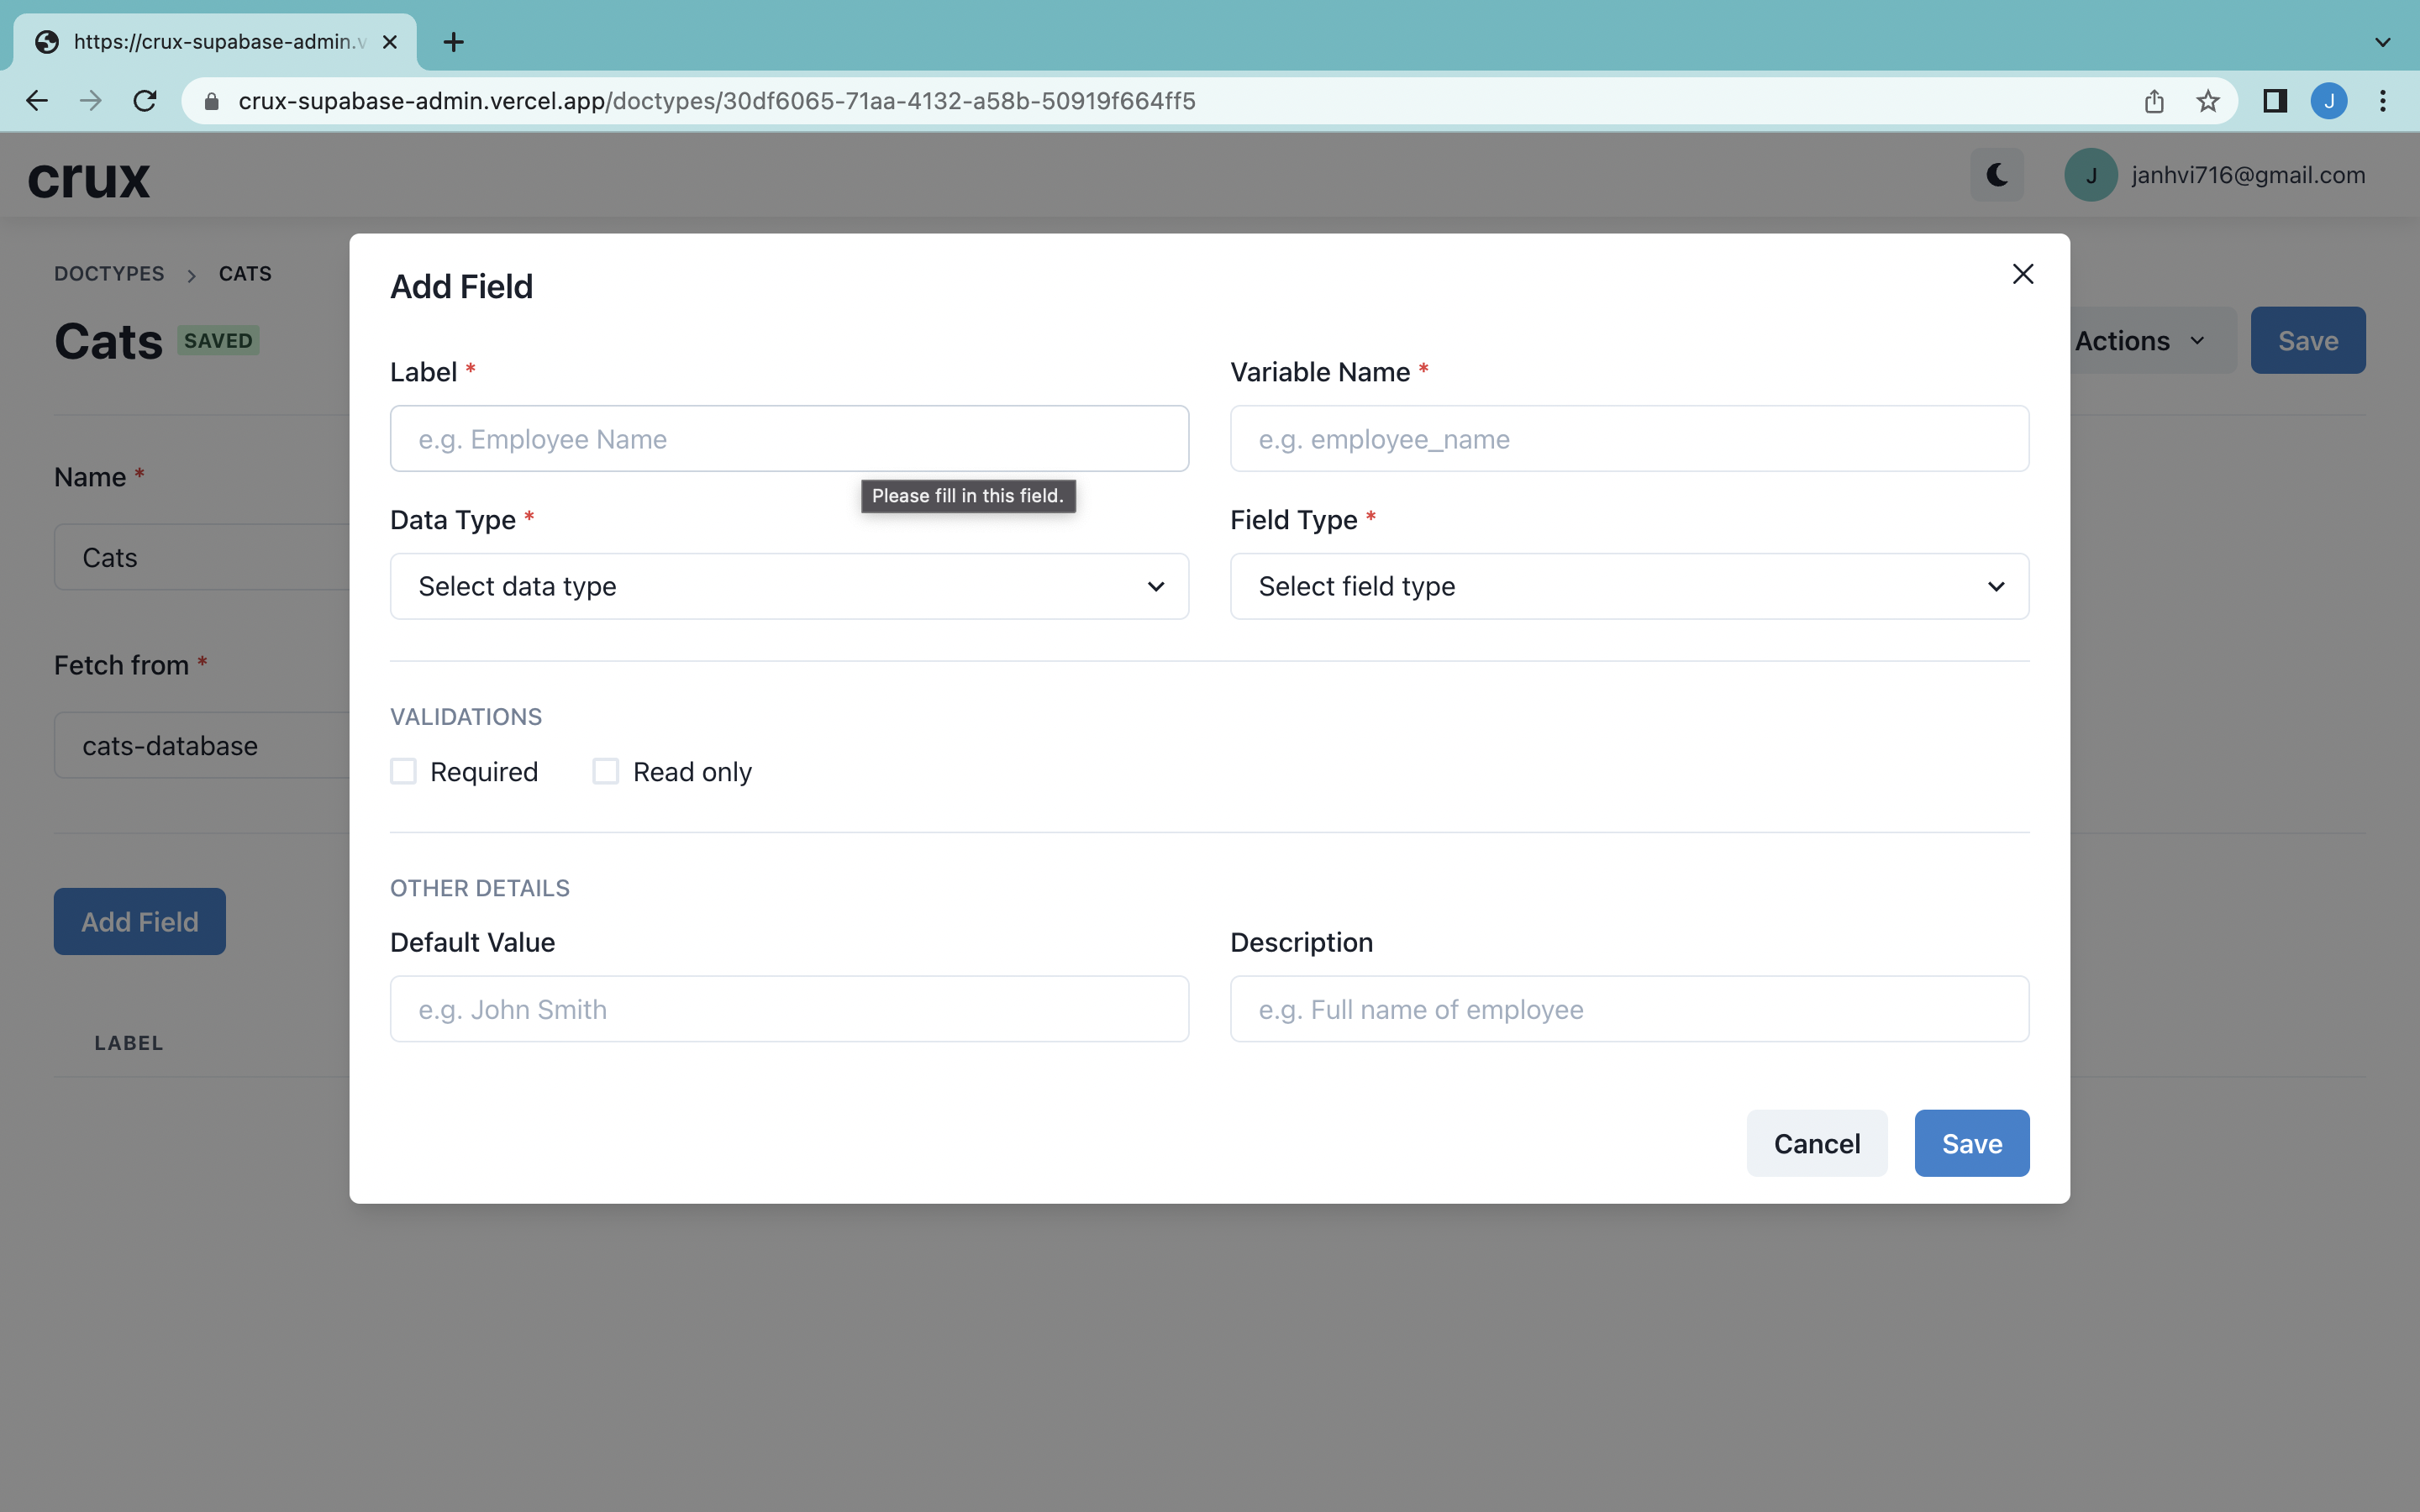 https://crux-supabase-admin.v
crux-supabase-admin.vercel.app/doctypes/30df6065-71aa-4132-a58b-50919f664ff5
J
crux
J
janhvi716@gmail.com
DOCTYPES > CATS
Cats SAVED
Actions
Save
Name *
Cats
Fetch from *
cats-database
Add Field
LABEL
Add Field
Label *
Variable Name *
e.g. Employee Name
e.g. employee_name
Please fill in this field.
Data Type *
Field Type *
Select data type
Select field type
VALIDATIONS
Required
Read only
OTHER DETAILS
Default Value
Description
e.g. John Smith
e.g. Full name of employee
Cancel
Save